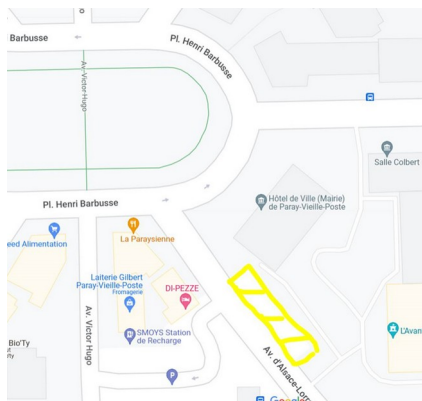 Barbusse
Pl. Henri Barbusse
Av. Victor Hugo
Salle Colbert
Pl. Henri Barbusse
Hôtel de Ville (Mairie)
de Paray-Vieille-Poste
eed Alimentation
La Paraysienne
Laiterie Gilbert
Paray-Vieille-Poste
Fromagerie
DI-PEZZE
Av. Victor Hugo
SMOYS Station
de Recharge
L'Avan
Bio'Ty
Av. d'Alsace-Lorr
P